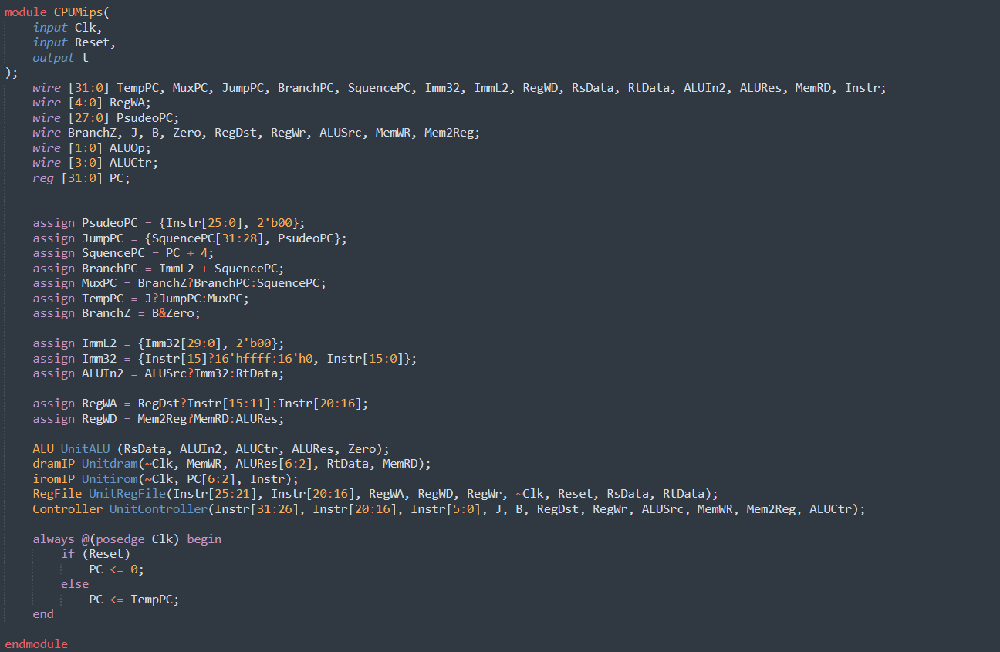 module CPUMips(
    input Clk,
    input Reset,
    output t
);
    wire [31:0] TempPC, MuxPC, JumpPC, BranchPC, SquencePC, Imm32, ImmL2, RegWD, RsData, RtData, ALUIn2, ALURes, MemRD, Instr;
    wire [4:0] RegWA;
    wire [27:0] PsudeoPC;
    wire BranchZ, J, B, Zero, RegDst, RegWr, ALUSrc, MemWR, Mem2Reg;
    wire [1:0] ALUOp;
    wire [3:0] ALUCtr;
    reg [31:0] PC;


    assign PsudeoPC = {Instr[25:0], 2'b00};
    assign JumpPC = {SquencePC[31:28], PsudeoPC};
    assign SquencePC = PC + 4;
    assign BranchPC = ImmL2 + SquencePC;
    assign MuxPC = BranchZ?BranchPC:SquencePC;
    assign TempPC = J?JumpPC:MuxPC;
    assign BranchZ = B&Zero;

    assign ImmL2 = {Imm32[29:0], 2'b00};
    assign Imm32 = {Instr[15]?16'hffff:16'h0, Instr[15:0]};
    assign ALUIn2 = ALUSrc?Imm32:RtData;

    assign RegWA = RegDst?Instr[15:11]:Instr[20:16];
    assign RegWD = Mem2Reg?MemRD:ALURes;

    ALU UnitALU (RsData, ALUIn2, ALUCtr, ALURes, Zero);
    dramIP Unitdram(~Clk, MemWR, ALURes[6:2], RtData, MemRD);
    iromIP Unitirom(~Clk, PC[6:2], Instr);
    RegFile UnitRegFile(Instr[25:21], Instr[20:16], RegWA, RegWD, RegWr, ~Clk, Reset, RsData, RtData);
    Controller UnitController(Instr[31:26], Instr[20:16], Instr[5:0], J, B, RegDst, RegWr, ALUSrc, MemWR, Mem2Reg, ALUCtr);

    always @(posedge Clk) begin
        if (Reset)
            PC <= 0;
        else
            PC <= TempPC;
    end

endmodule